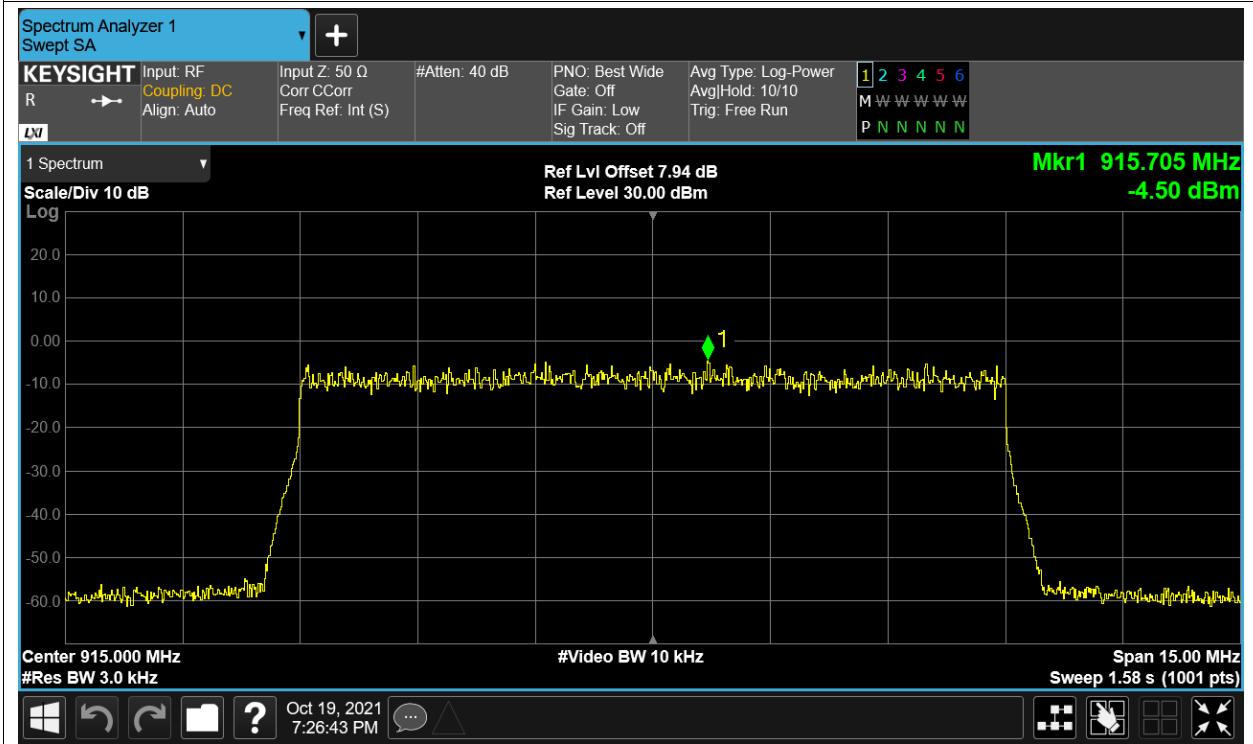 Spectrum Analyzer 1
Swept SA
+
KEYSIGHT
R
LXI
Input: RF
Coupling: DC
Align: Auto
Input Z: 50 Ω
Corr CCorr
Freq Ref: Int (S)
#Atten: 40 dB
PNO: Best Wide
Gate: Off
IF Gain: Low
Sig Track: Off
Avg Type: Log-Power
Avg|Hold: 10/10
Trig: Free Run
1 2 3 4 5 6
M W W W W W
P N N N N N
1 Spectrum
Scale/Div 10 dB
Log
Ref Lvl Offset 7.94 dB
Ref Level 30.00 dBm
Mkr1 915.705 MHz
-4.50 dBm
20.0
10.0
0.00
-10.0
-20.0
-30.0
-40.0
-50.0
-60.0
1
Center 915.000 MHz
#Res BW 3.0 kHz
#Video BW 10 kHz
Span 15.00 MHz
Sweep 1.58 s (1001 pts)
?
Oct 19, 2021
7:26:43 PM